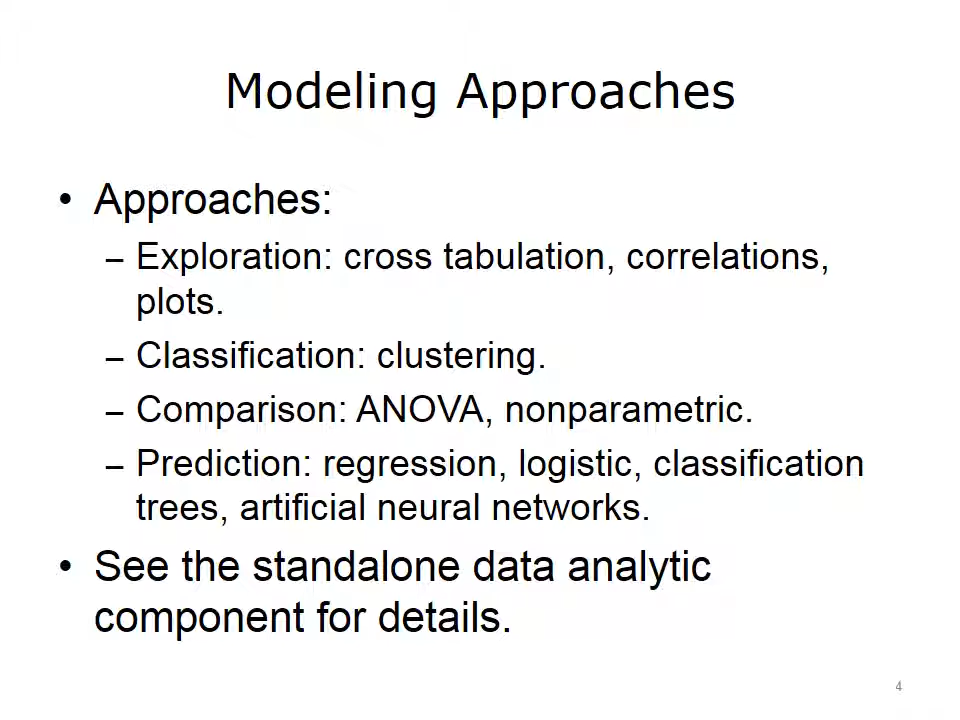 Modeling Approaches
• Approaches:
– Exploration: cross tabulation, correlations,
plots.
– Classification: clustering.
– Comparison: ANOVA, nonparametric.
– Prediction: regression, logistic, classification
trees, artificial neural networks.
• See the standalone data analytic
component for details.
4